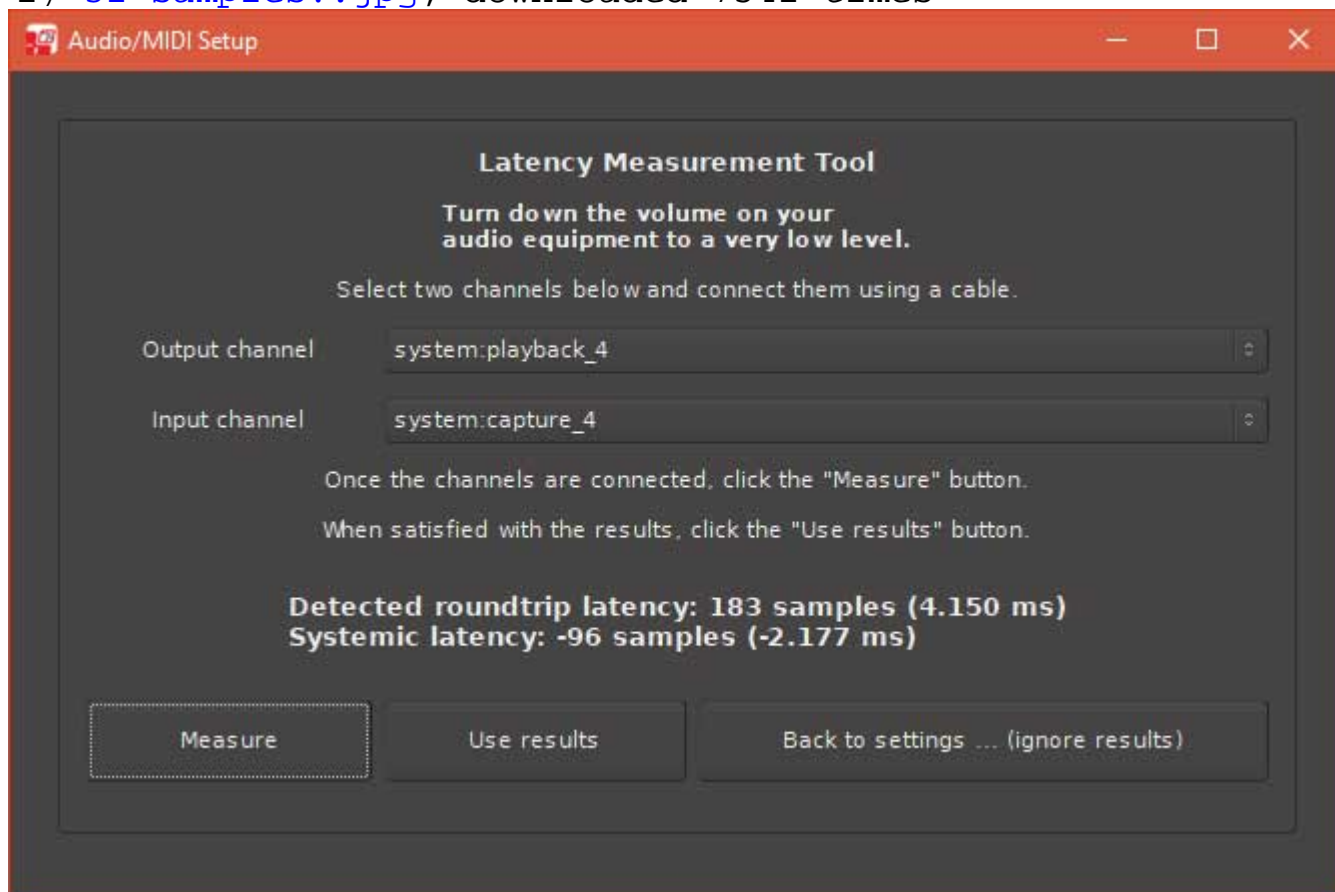 Audio/MIDI Setup
Latency Measurement Tool
Turn down the volume on your
audio equipment to a very low level.
Select two channels below and connect them using a cable.
Output channel system:playback_4
Input channel system:capture_4
Once the channels are connected, click the "Measure" button.
When satisfied with the results, click the "Use results" button.
Detected roundtrip latency: 183 samples (4.150 ms)
Systemic latency: -96 samples (-2.177 ms)
Measure Use results Back to settings ... (ignore results)